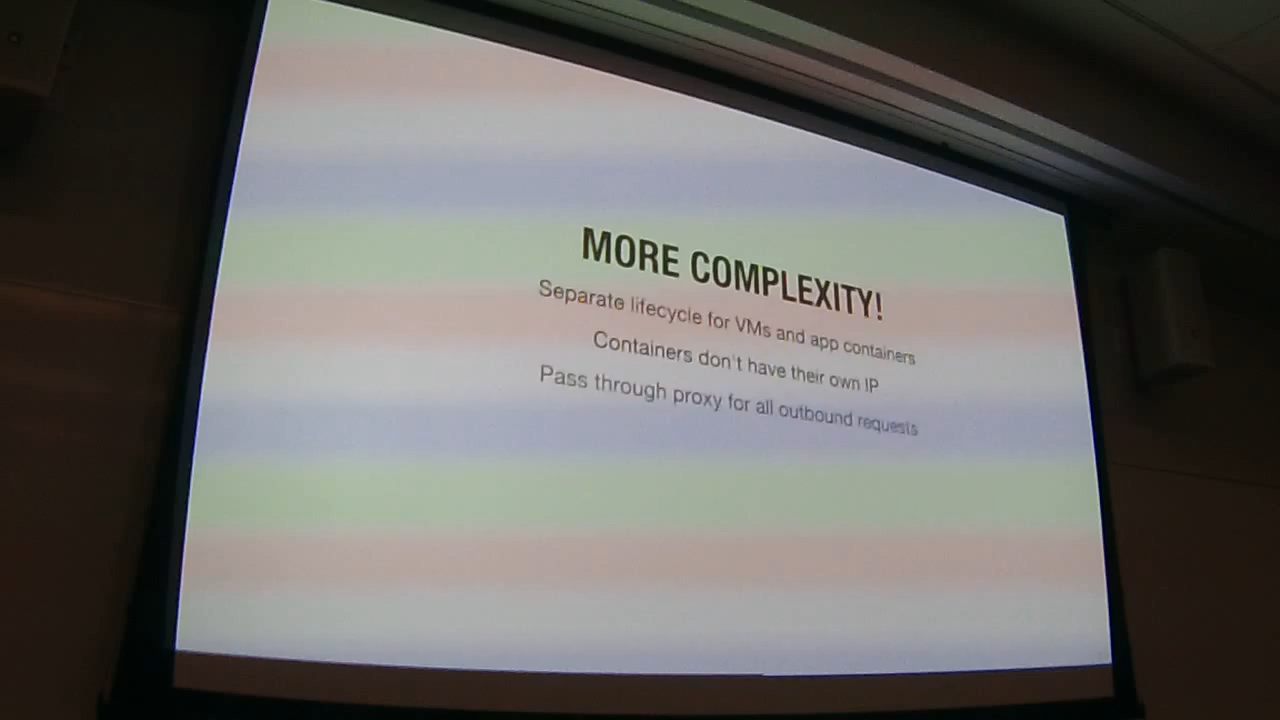 MORE COMPLEXITY!
Separate lifecycle for VMs and app containers
Containers don't have their own IP
Pass through proxy for all outbound requests